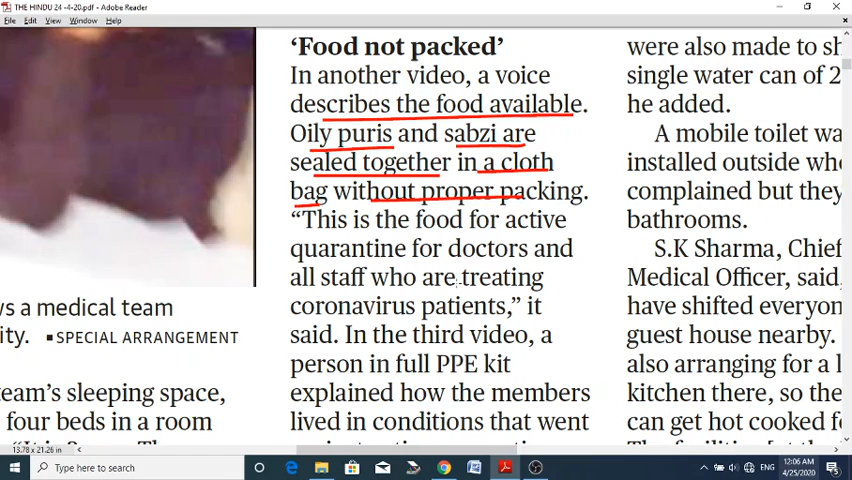 THE HINDU 24 -4-20.pdf - Adobe Reader
File Edit View Window Help
‘Food not packed’
In another video, a voice
describes the food available.
Oily puris and sabzi are
sealed together in a cloth
bag without proper packing.
“This is the food for active
quarantine for doctors and
all staff who are treating
coronavirus patients,” it
said. In the third video, a
person in full PPE kit
explained how the members
lived in conditions that went
vs a medical team
ity. ▪ SPECIAL ARRANGEMENT
team’s sleeping space,
four beds in a room
were also made to sh
single water can of 2
he added.
A mobile toilet wa
installed outside
complained but they
bathrooms.
S.K Sharma, Chief
Medical Officer, said,
have shifted everyon
guest house nearby.
also arranging for a l
kitchen there, so the
can get hot cooked fo
13.78 x 21.26 in
Type here to search
ENG
12:06 AM
4/25/2020